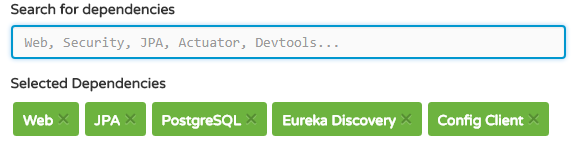 Search for dependencies
Web, Security, JPA, Actuator, Devtools...
Selected Dependencies
Web × JPA × PostgreSQL × Eureka Discovery × Config Client ×